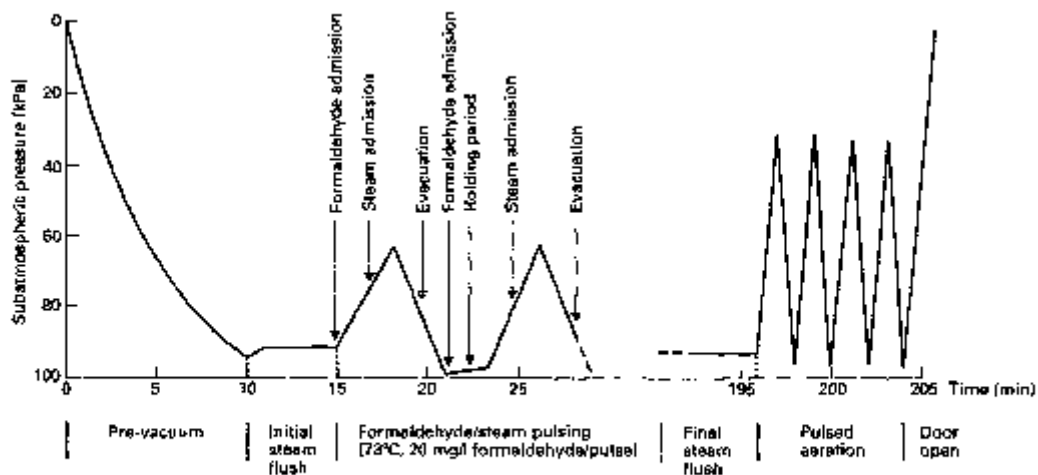 Subatmospheric pressure (kPa)
0
20
40
60
80
100
Formaldehyde admission
Steam admission
Evacuation
Formaldehyde admission
Holding period
Steam admission
Evacuation
0
5
10
15
20
25
195
200
205
Time (min)
Pre-vacuum
Initial
steam
flush
Formaldehyde/steam pulsing
[73°C, 20 mg/l formaldehyde/pulse]
Final
steam
flush
Pulsed
aeration
Door
open